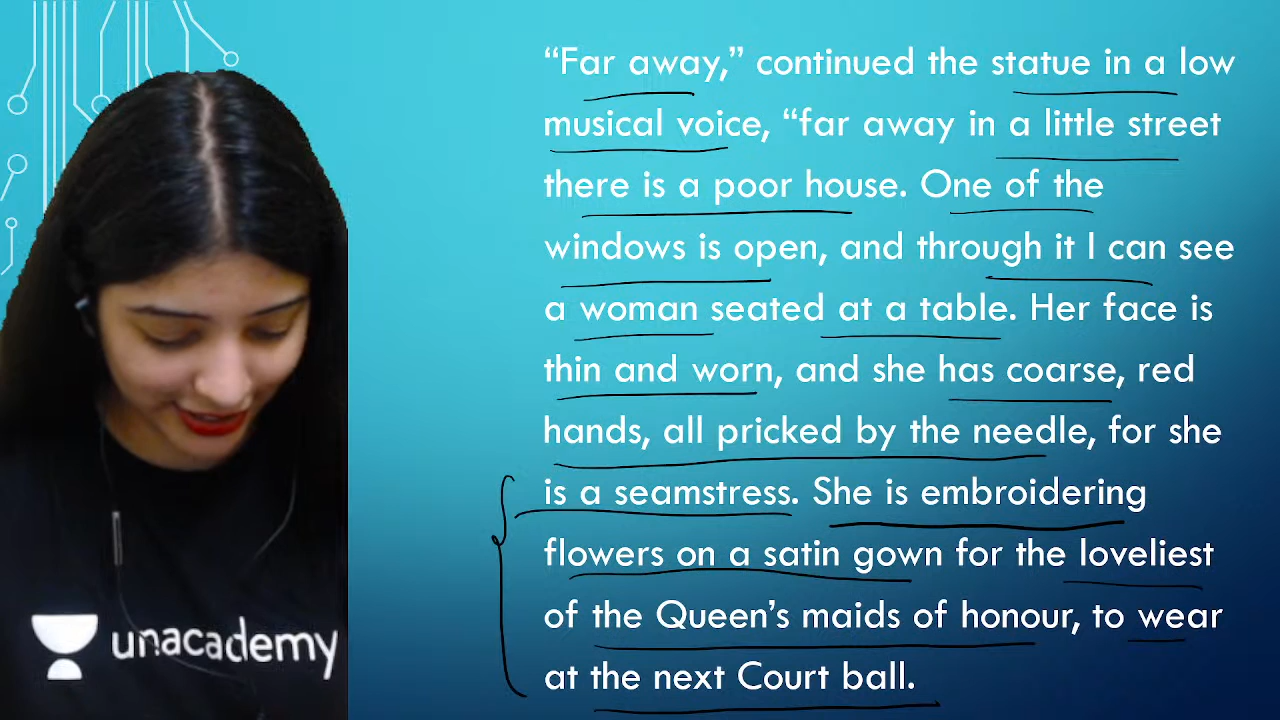 “Far away,” continued the statue in a low
musical voice, “far away in a little street
there is a poor house. One of the
windows is open, and through it I can see
a woman seated at a table. Her face is
thin and worn, and she has coarse, red
hands, all pricked by the needle, for she
is a seamstress. She is embroidering
flowers on a satin gown for the loveliest
of the Queen’s maids of honour, to wear
at the next Court ball.
unacademy